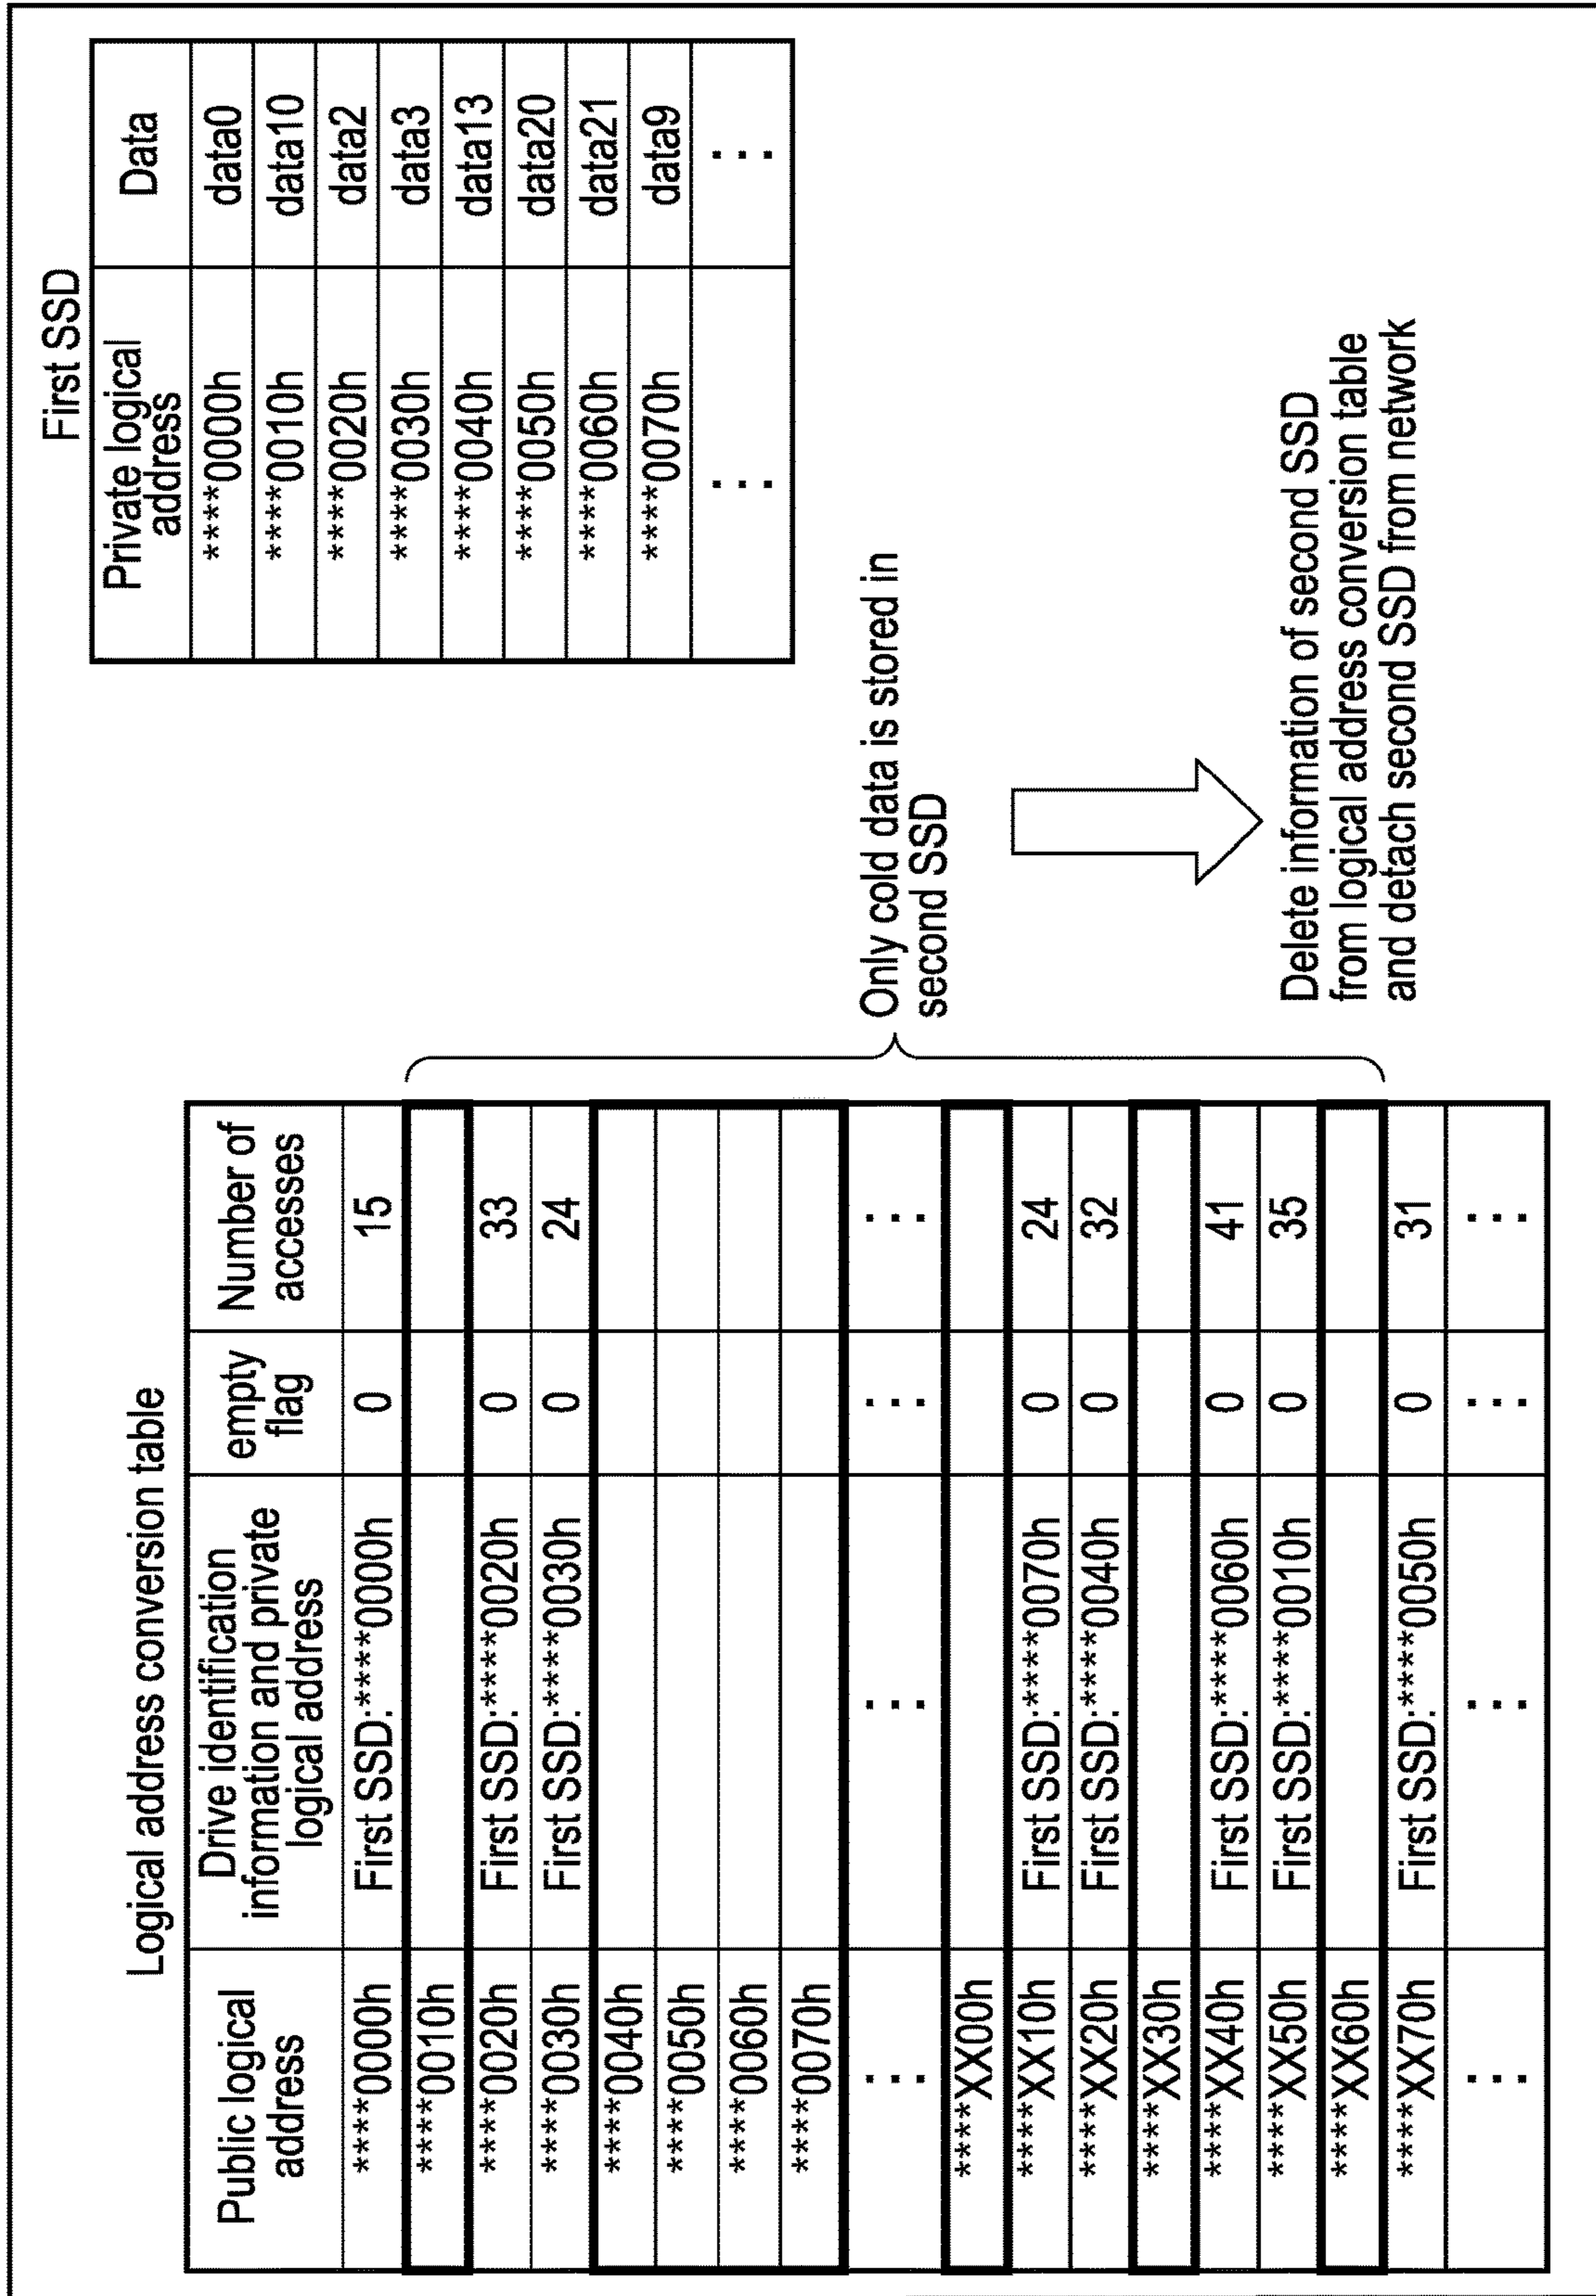 Logical address conversion table
Public logical address | Drive identification information and private logical address | empty flag | Number of accesses
****0000h | First SSD:****0000h | 0 | 15
****0010h
****0020h | First SSD:****0020h | 0 | 33
****0030h | First SSD:****0030h | 0 | 24
****0040h
****0050h
****0060h
****0070h
... | ... | ... | ...
****XX00h
****XX10h | First SSD:****0070h | 0 | 24
****XX20h | First SSD:****0040h | 0 | 32
****XX30h
****XX40h | First SSD:****0060h | 0 | 41
****XX50h | First SSD:****0010h | 0 | 35
****XX60h
****XX70h | First SSD:****0050h | 0 | 31
... | ... | ... | ...
Only cold data is stored in
second SSD
Delete information of second SSD
from logical address conversion table
and detach second SSD from network
First SSD
Private logical address | Data
****0000h | data0
****0010h | data10
****0020h | data2
****0030h | data3
****0040h | data13
****0050h | data20
****0060h | data21
****0070h | data9
... | ...